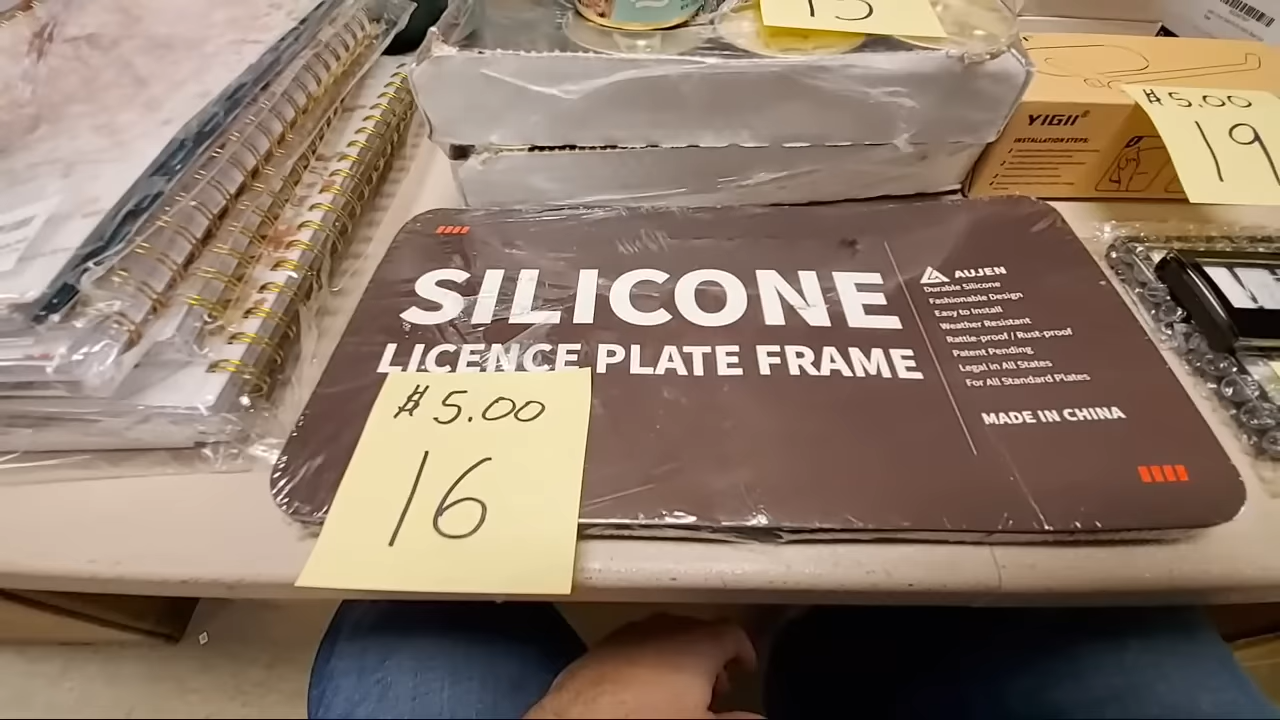 15
$5.00
19
YIGII®
INSTALLATION STEPS:
SILICONE
LICENCE PLATE FRAME
AUJEN
Durable Silicone
Fashionable Design
Easy to Install
Weather Resistant
Rattle-proof / Rust-proof
Patent Pending
Legal in All States
For All Standard Plates
MADE IN CHINA
$5.00
16